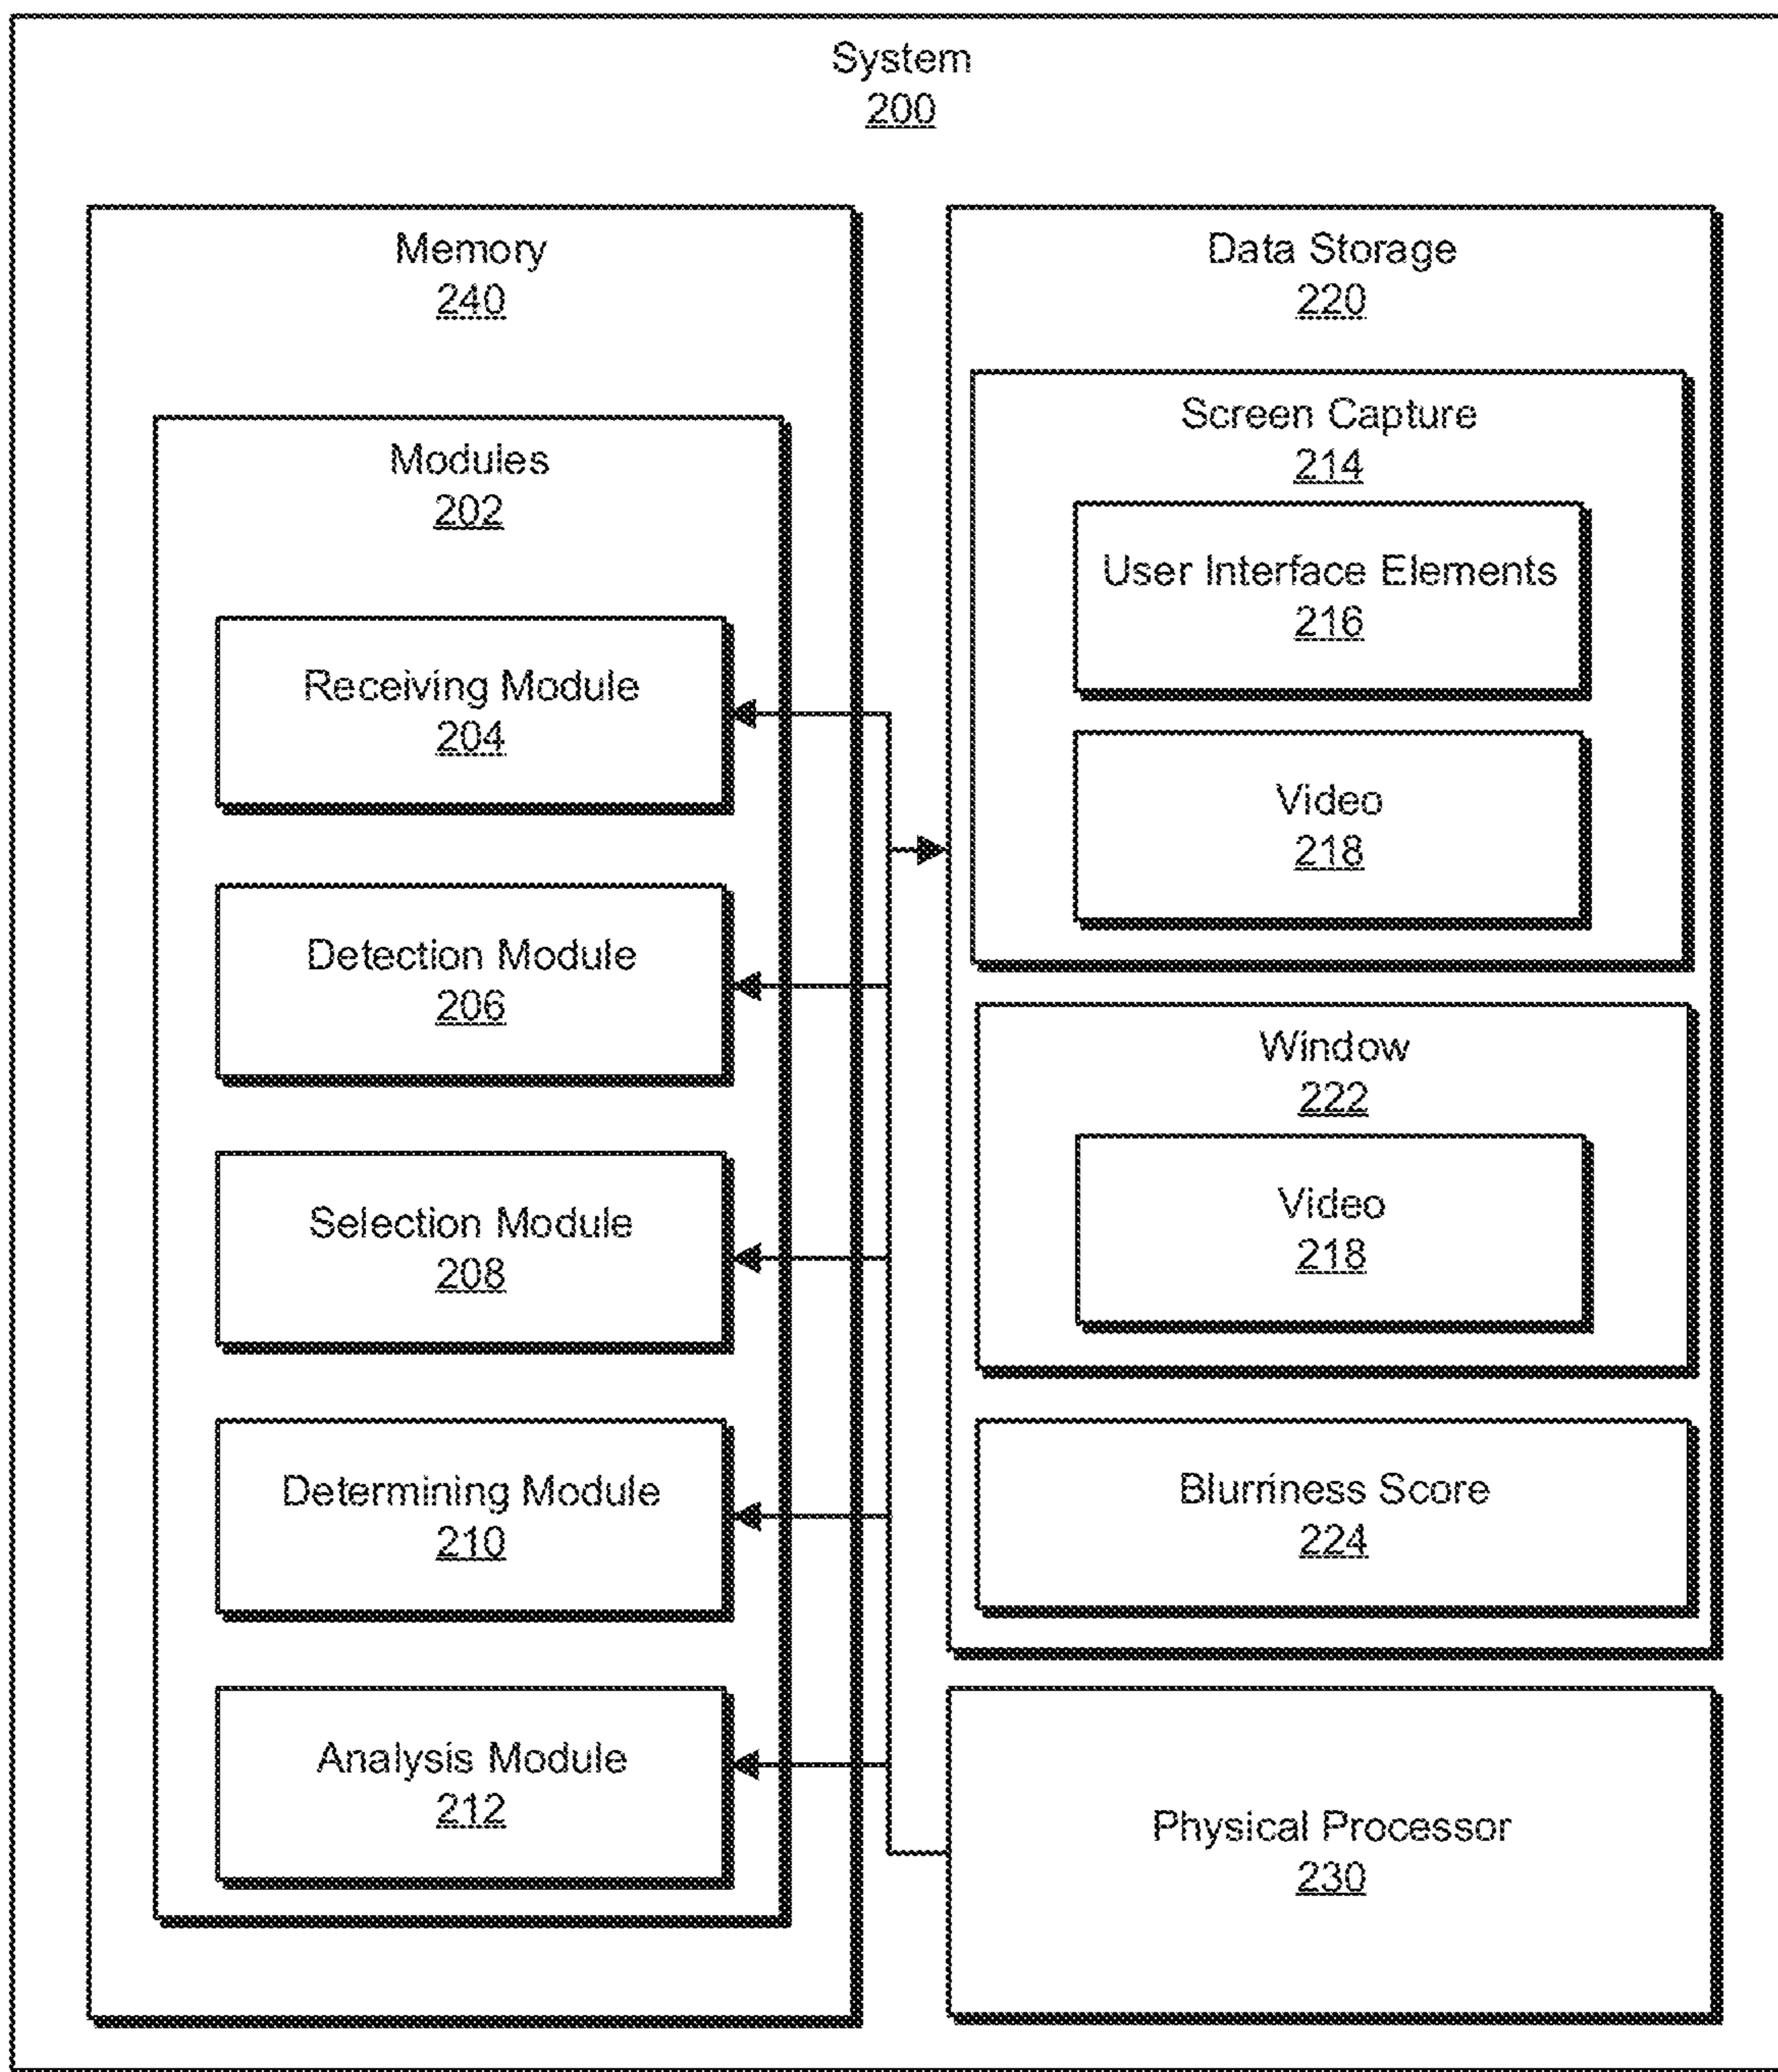 System
200
Memory
240
Modules
202
Receiving Module
204
Detection Module
206
Selection Module
208
Determining Module
210
Analysis Module
212
Data Storage
220
Screen Capture
214
User Interface Elements
216
Video
218
Window
222
Video
218
Blurriness Score
224
Physical Processor
230